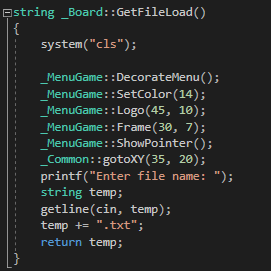 string _Board::GetFileLoad()
{
system("cls");
_MenuGame::DecorateMenu();
_MenuGame::SetColor(14);
_MenuGame::Logo(45, 10);
_MenuGame::Frame(30, 7);
_MenuGame::ShowPointer();
_Common::gotoXY(35, 20);
printf("Enter file name: ");
string temp;
getline(cin, temp);
temp += ".txt";
return temp;
}